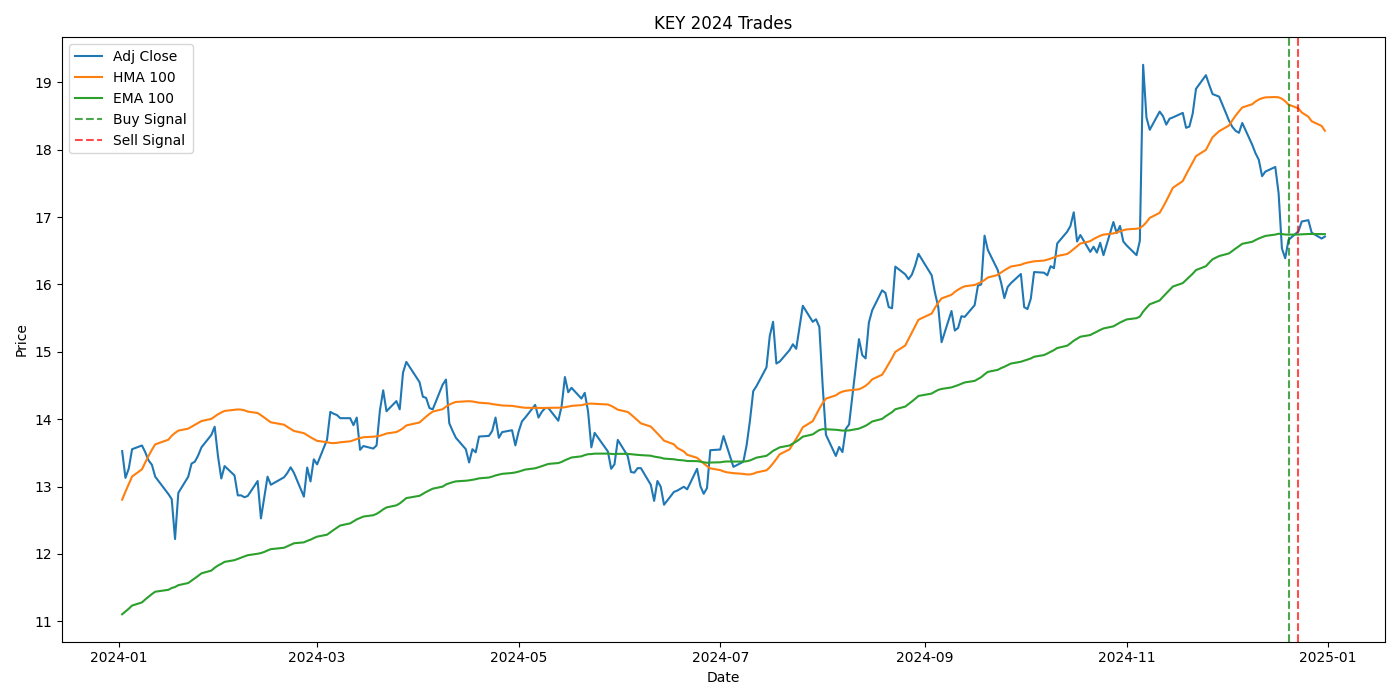 KEY 2024 Trades
Adj Close
HMA 100
EMA 100
Buy Signal
Sell Signal
Price
19
18
17
16
15
14
13
12
11
2024-01
2024-03
2024-05
2024-07
2024-09
2024-11
2025-01
Date